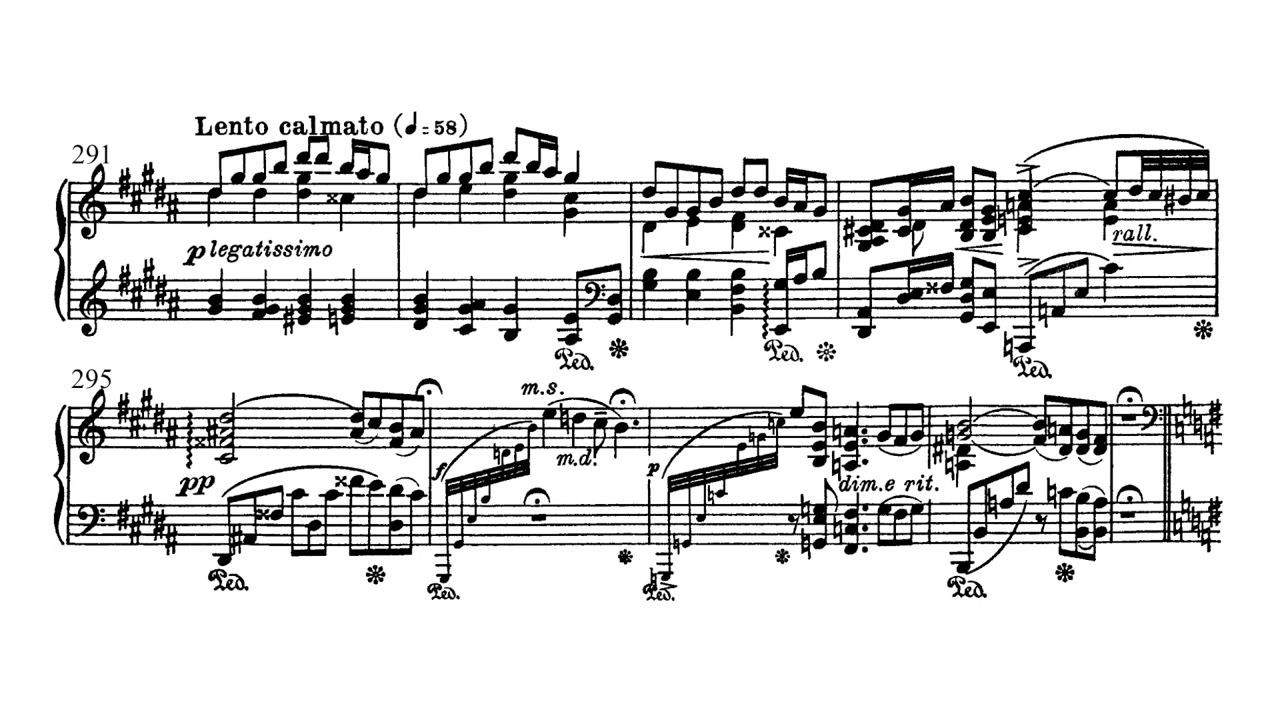 Lento calmato (♩=58)
291
p legatissimo
rall.
Ped. Ped. Ped.
295
m.s.
f m.d. p
pp dim. e rit.
Ped. Ped. Ped. Ped.